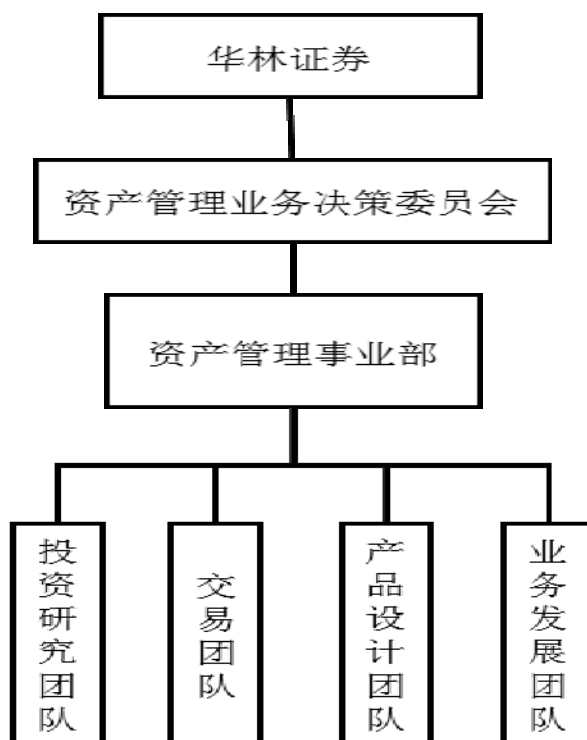 华林证券
资产管理业务决策委员会
资产管理事业部
投资研究团队
交易团队
产品设计团队
业务发展团队